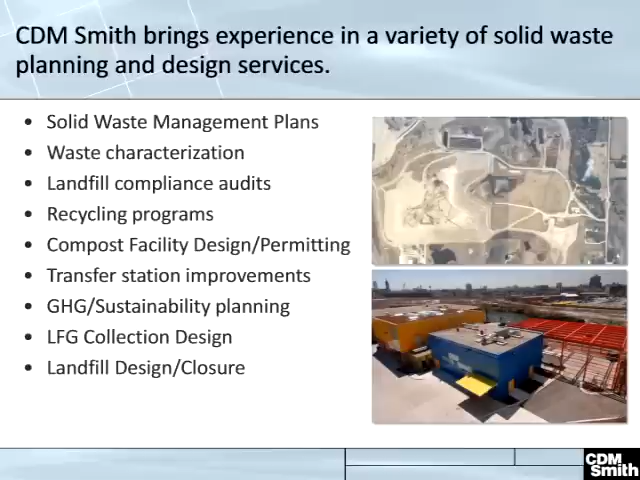 CDM Smith brings experience in a variety of solid waste
planning and design services.
• Solid Waste Management Plans
• Waste characterization
• Landfill compliance audits
• Recycling programs
• Compost Facility Design/Permitting
• Transfer station improvements
• GHG/Sustainability planning
• LFG Collection Design
• Landfill Design/Closure
CDM
Smith